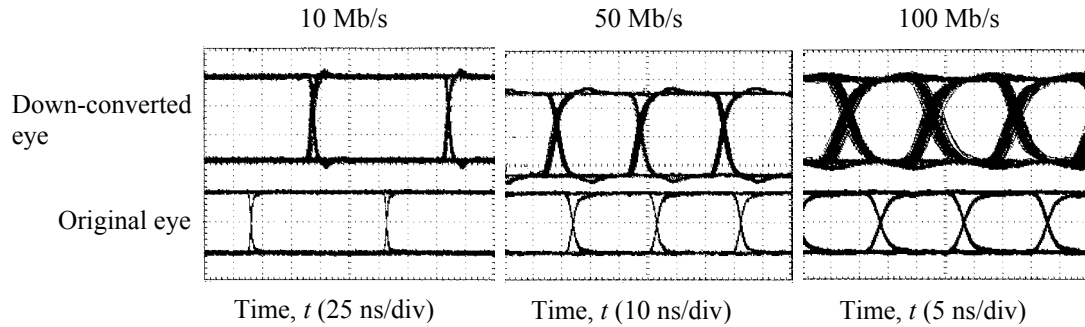 10 Mb/s
50 Mb/s
100 Mb/s
Down-converted
eye
Original eye
Time, t (25 ns/div)
Time, t (10 ns/div)
Time, t (5 ns/div)